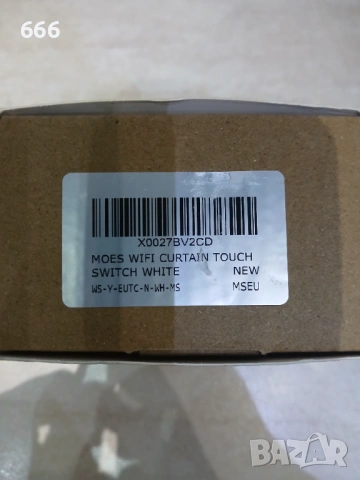 666
X0027BV2CD
MOES WIFI CURTAIN TOUCH
SWITCH WHITE NEW
WS-Y-EUTC-N-WH-MS MSEU
BAZAR
bg